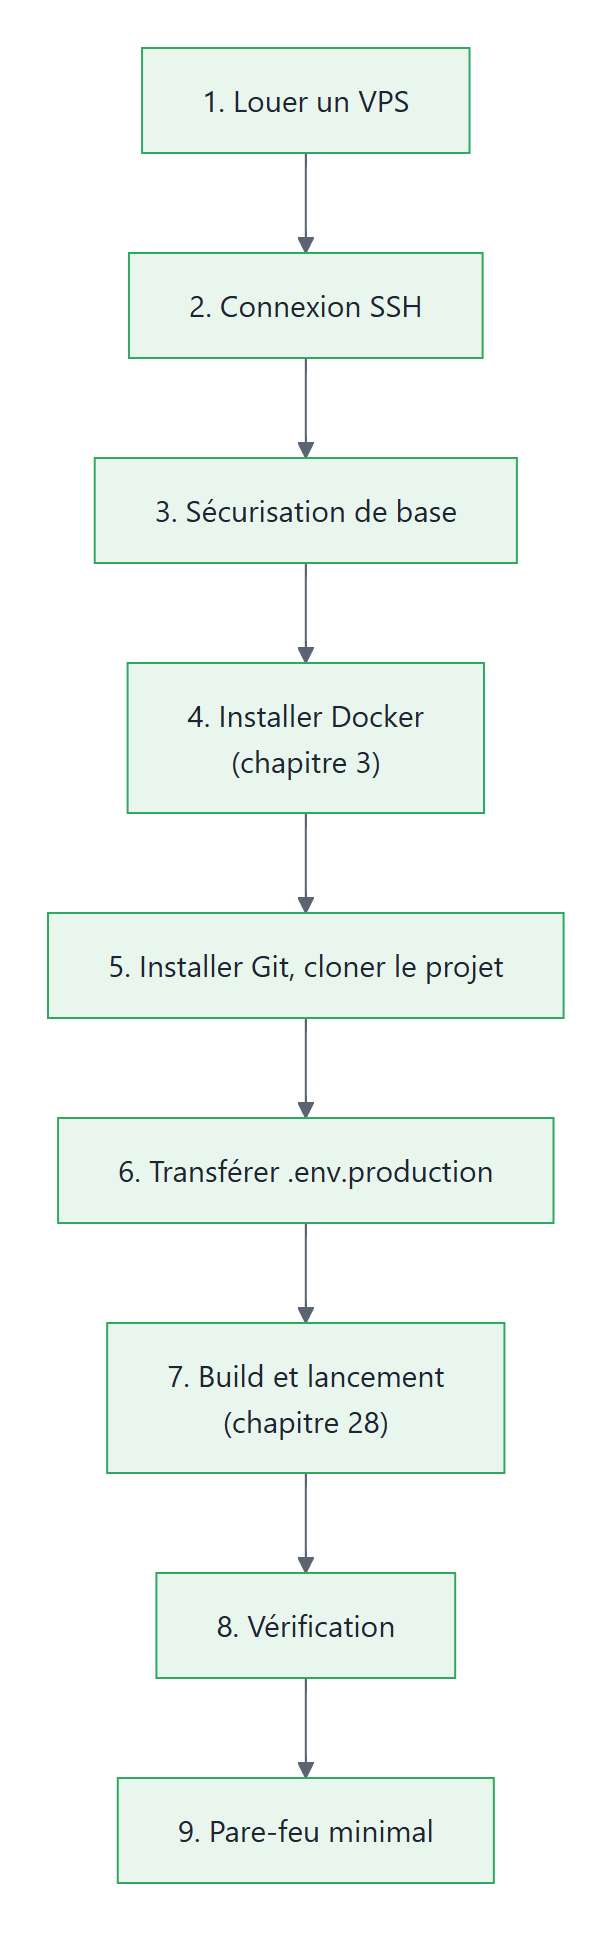 1. Louer un VPS
2. Connexion SSH
3. Sécurisation de base
4. Installer Docker
(chapitre 3)
5. Installer Git, cloner le projet
6. Transférer .env.production
7. Build et lancement
(chapitre 28)
8. Vérification
9. Pare-feu minimal